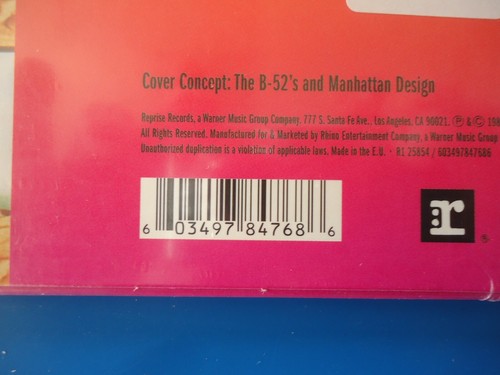 Cover Concept: The B-52's and Manhattan Design
Reprise Records, a Warner Music Group Company, 777 S. Santa Fe Ave., Los Angeles, CA 90021. ℗ & ©
All Rights Reserved. Manufactured for & Marketed by Rhino Entertainment Company, a Warner Music Group
Unauthorized duplication is a violation of applicable laws. Made in the E.U. · R1 25854 / 603497847686
6 03497 84768 6
:r ®